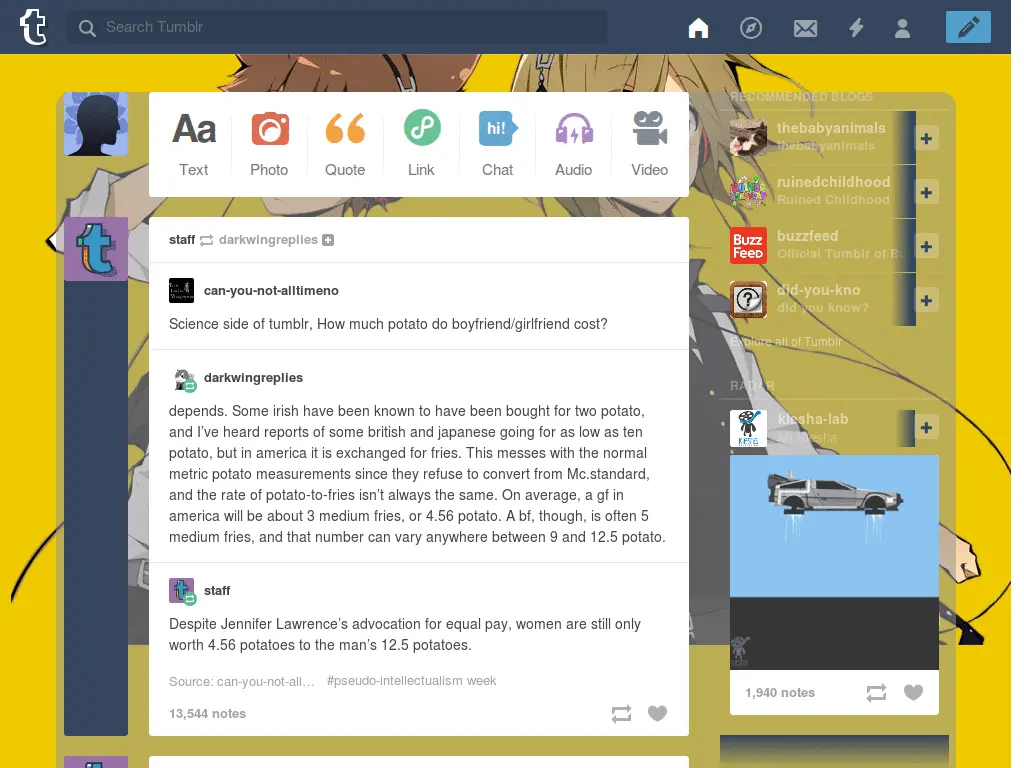 Search Tumblr
Aa
hi!
Text
Photo
Quote
Link
Chat
Audio
Video
staff darkwingreplies
can-you-not-alltimeno
Science side of tumblr, How much potato do boyfriend/girlfriend cost?
darkwingreplies
depends. Some irish have been known to have been bought for two potato,
and I’ve heard reports of some british and japanese going for as low as ten
potato, but in america it is exchanged for fries. This messes with the normal
metric potato measurements since they refuse to convert from Mc.standard,
and the rate of potato-to-fries isn’t always the same. On average, a gf in
america will be about 3 medium fries, or 4.56 potato. A bf, though, is often 5
medium fries, and that number can vary anywhere between 9 and 12.5 potato.
staff
Despite Jennifer Lawrence’s advocation for equal pay, women are still only
worth 4.56 potatoes to the man’s 12.5 potatoes.
Source: can-you-not-all… #pseudo-intellectualism week
13,544 notes
RECOMMENDED BLOGS
thebabyanimals
thebabyanimals
ruinedchildhood
Ruined Childhood
Buzz
Feed
buzzfeed
Official Tumblr of B
did-you-kno
did you know?
Explore all of Tumblr
RADAR
KIESHA
kiesha-lab
Mr. Kiesha
1,940 notes